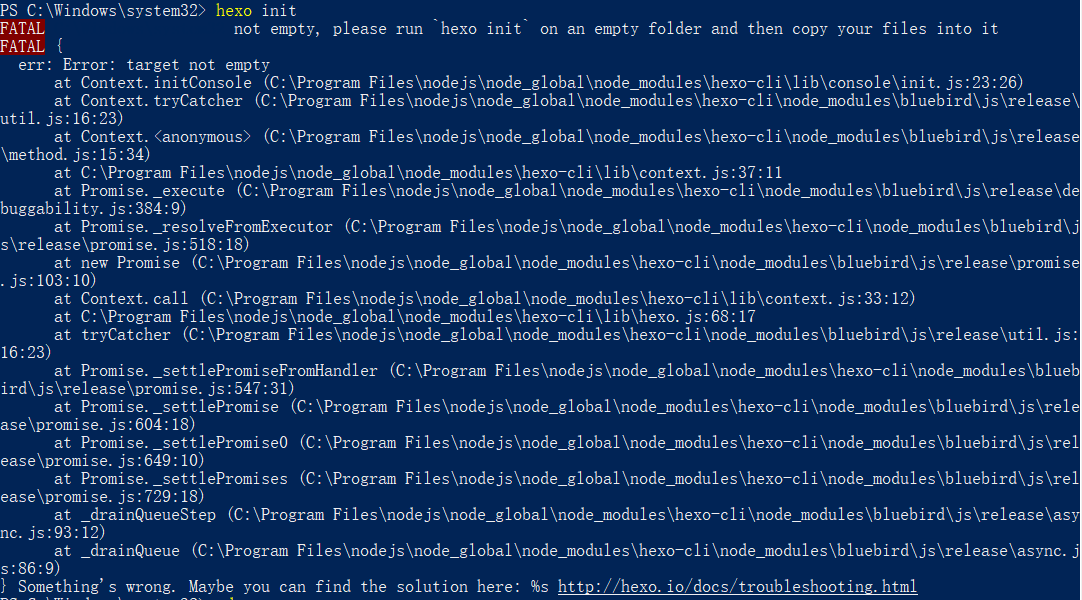 PS C:\Windows\system32> hexo init
FATAL not empty, please run `hexo init` on an empty folder and then copy your files into it
FATAL {
err: Error: target not empty
at Context.initConsole (C:\Program Files\nodejs\node_global\node_modules\hexo-cli\lib\console\init.js:23:26)
at Context.tryCatcher (C:\Program Files\nodejs\node_global\node_modules\hexo-cli\node_modules\bluebird\js\release\
util.js:16:23)
at Context.<anonymous> (C:\Program Files\nodejs\node_global\node_modules\hexo-cli\node_modules\bluebird\js\release
\method.js:15:34)
at C:\Program Files\nodejs\node_global\node_modules\hexo-cli\lib\context.js:37:11
at Promise._execute (C:\Program Files\nodejs\node_global\node_modules\hexo-cli\node_modules\bluebird\js\release\de
buggability.js:384:9)
at Promise._resolveFromExecutor (C:\Program Files\nodejs\node_global\node_modules\hexo-cli\node_modules\bluebird\j
s\release\promise.js:518:18)
at new Promise (C:\Program Files\nodejs\node_global\node_modules\hexo-cli\node_modules\bluebird\js\release\promise
.js:103:10)
at Context.call (C:\Program Files\nodejs\node_global\node_modules\hexo-cli\lib\context.js:33:12)
at C:\Program Files\nodejs\node_global\node_modules\hexo-cli\lib\hexo.js:68:17
at tryCatcher (C:\Program Files\nodejs\node_global\node_modules\hexo-cli\node_modules\bluebird\js\release\util.js:
16:23)
at Promise._settlePromiseFromHandler (C:\Program Files\nodejs\node_global\node_modules\hexo-cli\node_modules\blueb
ird\js\release\promise.js:547:31)
at Promise._settlePromise (C:\Program Files\nodejs\node_global\node_modules\hexo-cli\node_modules\bluebird\js\rele
ase\promise.js:604:18)
at Promise._settlePromise0 (C:\Program Files\nodejs\node_global\node_modules\hexo-cli\node_modules\bluebird\js\rel
ease\promise.js:649:10)
at Promise._settlePromises (C:\Program Files\nodejs\node_global\node_modules\hexo-cli\node_modules\bluebird\js\rel
ease\promise.js:729:18)
at _drainQueueStep (C:\Program Files\nodejs\node_global\node_modules\hexo-cli\node_modules\bluebird\js\release\asy
nc.js:93:12)
at _drainQueue (C:\Program Files\nodejs\node_global\node_modules\hexo-cli\node_modules\bluebird\js\release\async.j
s:86:9)
} Something's wrong. Maybe you can find the solution here: %s http://hexo.io/docs/troubleshooting.html